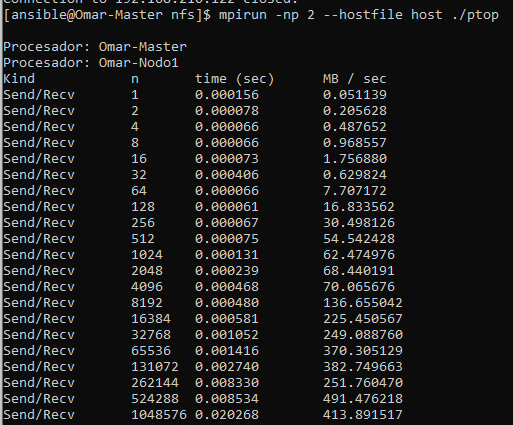 Connection to 192.168.210.122 closed.
[ansible@Omar-Master nfs]$ mpirun -np 2 --hostfile host ./ptop
Procesador: Omar-Master
Procesador: Omar-Nodo1
Kind n time (sec) MB / sec
Send/Recv 1 0.000156 0.051139
Send/Recv 2 0.000078 0.205628
Send/Recv 4 0.000066 0.487652
Send/Recv 8 0.000066 0.968557
Send/Recv 16 0.000073 1.756880
Send/Recv 32 0.000406 0.629824
Send/Recv 64 0.000066 7.707172
Send/Recv 128 0.000061 16.833562
Send/Recv 256 0.000067 30.498126
Send/Recv 512 0.000075 54.542428
Send/Recv 1024 0.000131 62.474976
Send/Recv 2048 0.000239 68.440191
Send/Recv 4096 0.000468 70.065676
Send/Recv 8192 0.000480 136.655042
Send/Recv 16384 0.000581 225.450567
Send/Recv 32768 0.001052 249.088760
Send/Recv 65536 0.001416 370.305129
Send/Recv 131072 0.002740 382.749663
Send/Recv 262144 0.008330 251.760470
Send/Recv 524288 0.008534 491.476218
Send/Recv 1048576 0.020268 413.891517